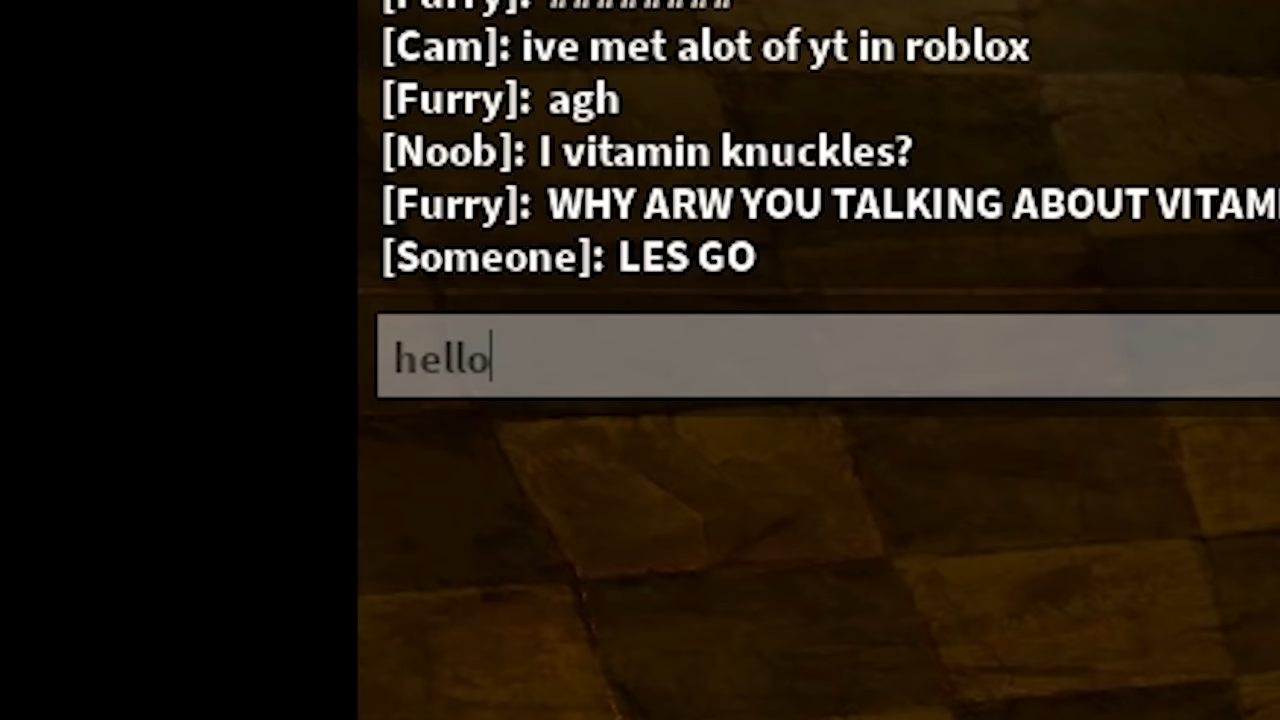 [Furry]: ########
[Cam]: ive met alot of yt in roblox
[Furry]: agh
[Noob]: I vitamin knuckles?
[Furry]: WHY ARW YOU TALKING ABOUT VITAM
[Someone]: LES GO
hello